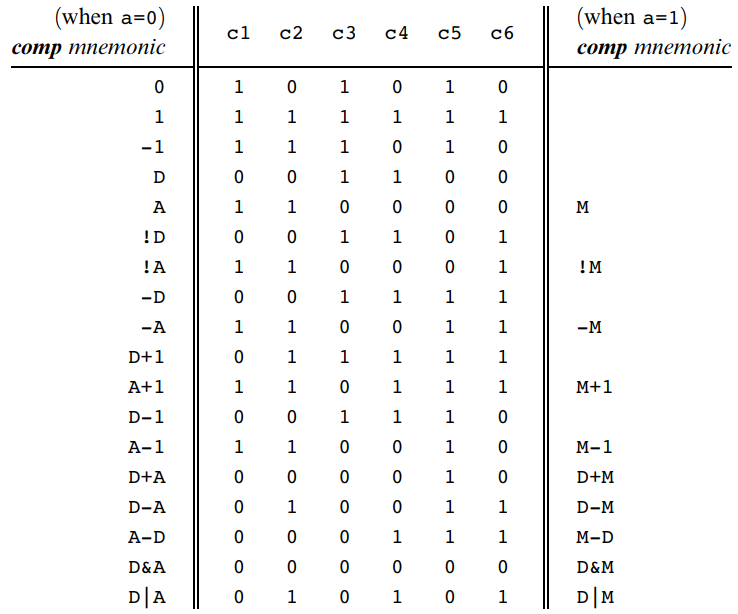 (when a=0) (when a=1)
comp mnemonic c1 c2 c3 c4 c5 c6 comp mnemonic
0 1 0 1 0 1 0
1 1 1 1 1 1 1
-1 1 1 1 0 1 0
D 0 0 1 1 0 0
A 1 1 0 0 0 0 M
!D 0 0 1 1 0 1
!A 1 1 0 0 0 1 !M
-D 0 0 1 1 1 1
-A 1 1 0 0 1 1 -M
D+1 0 1 1 1 1 1
A+1 1 1 0 1 1 1 M+1
D-1 0 0 1 1 1 0
A-1 1 1 0 0 1 0 M-1
D+A 0 0 0 0 1 0 D+M
D-A 0 1 0 0 1 1 D-M
A-D 0 0 0 1 1 1 M-D
D&A 0 0 0 0 0 0 D&M
D|A 0 1 0 1 0 1 D|M